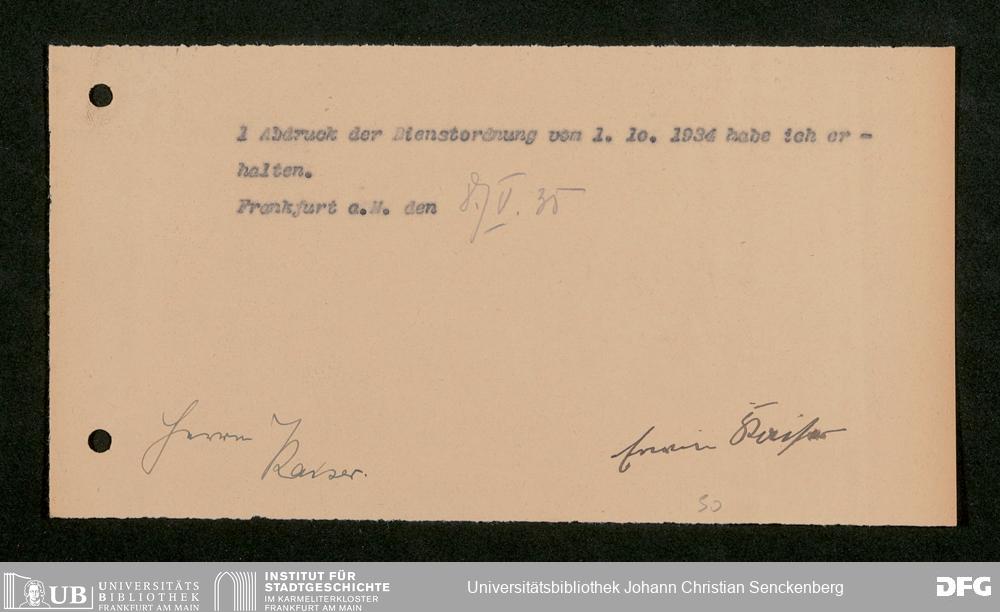 1 Abdruck der Dienstordnung vom 1. 10. 1934 habe ich er -
halten.
Frankfurt a.M. den 8./V. 35
Herrn
Kaiser.
Erwin Kaiser
50
UB UNIVERSITÄTS
BIBLIOTHEK
FRANKFURT AM MAIN
INSTITUT FÜR
STADTGESCHICHTE
IM KARMELITERKLOSTER
FRANKFURT AM MAIN
Universitätsbibliothek Johann Christian Senckenberg
DFG